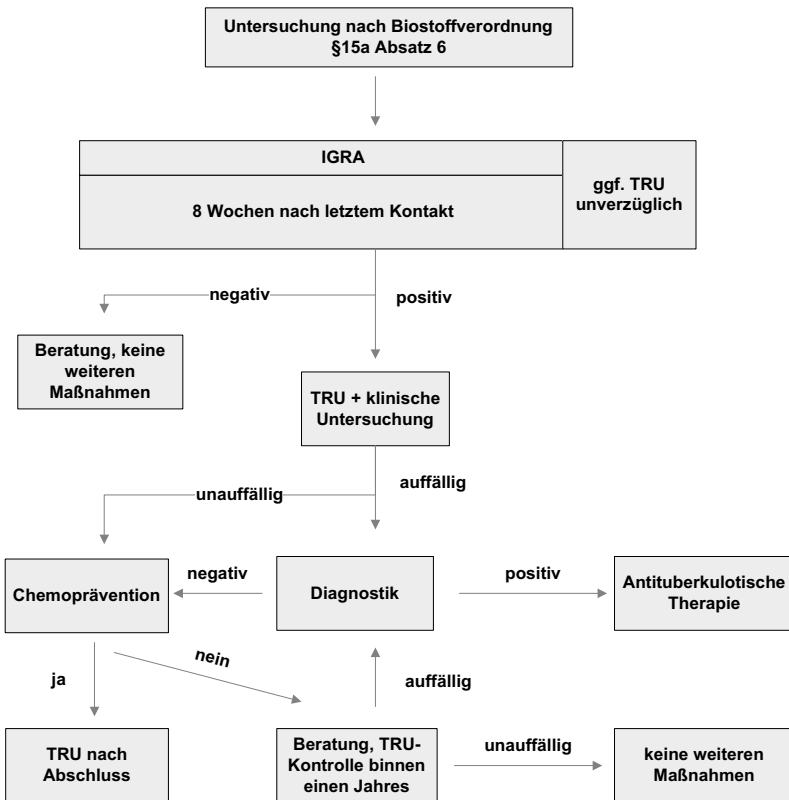 Untersuchung nach Biostoffverordnung
§15a Absatz 6
IGRA
ggf. TRU
unverzüglich
8 Wochen nach letztem Kontakt
negativ
positiv
Beratung, keine
weiteren
Maßnahmen
TRU + klinische
Untersuchung
unauffällig
auffällig
Chemoprävention
negativ
Diagnostik
positiv
Antituberkulotische
Therapie
ja
nein
auffällig
TRU nach
Abschluss
Beratung, TRU-
Kontrolle binnen
einen Jahres
unauffällig
keine weiteren
Maßnahmen